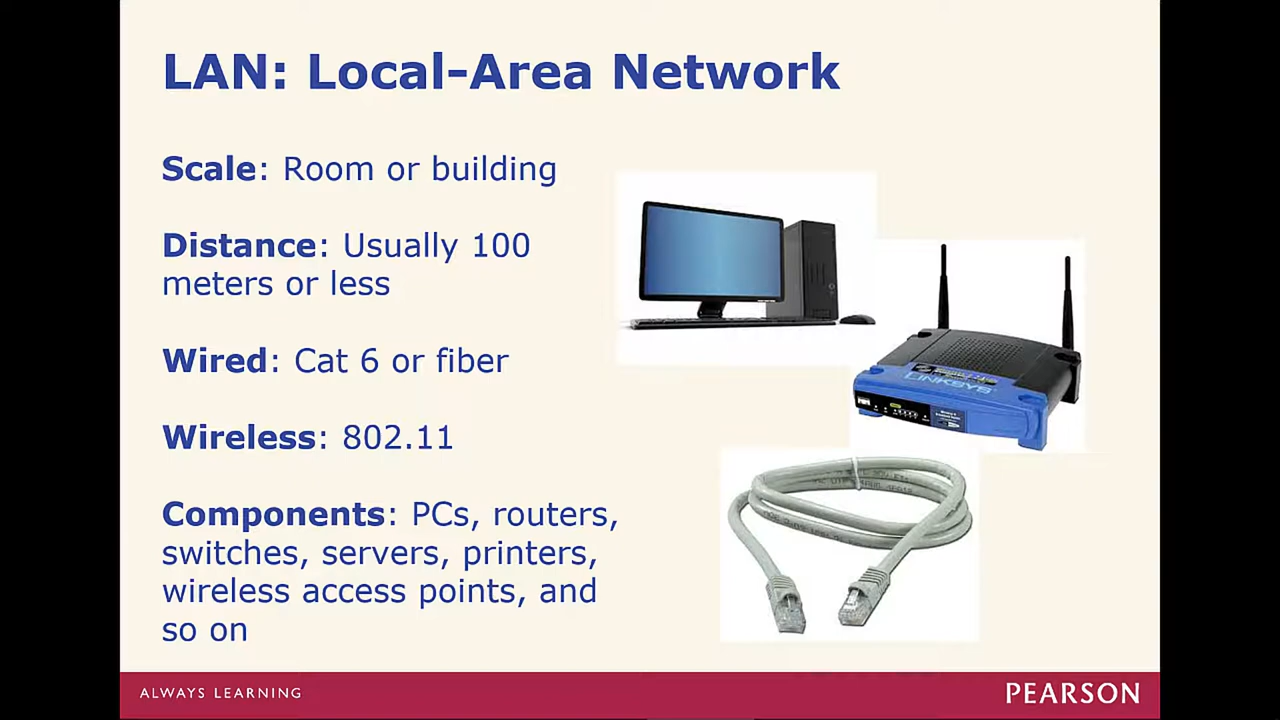 LAN: Local-Area Network
Scale: Room or building
Distance: Usually 100
meters or less
Wired: Cat 6 or fiber
Wireless: 802.11
Components: PCs, routers,
switches, servers, printers,
wireless access points, and
so on
LINKSYS
ALWAYS LEARNING
PEARSON